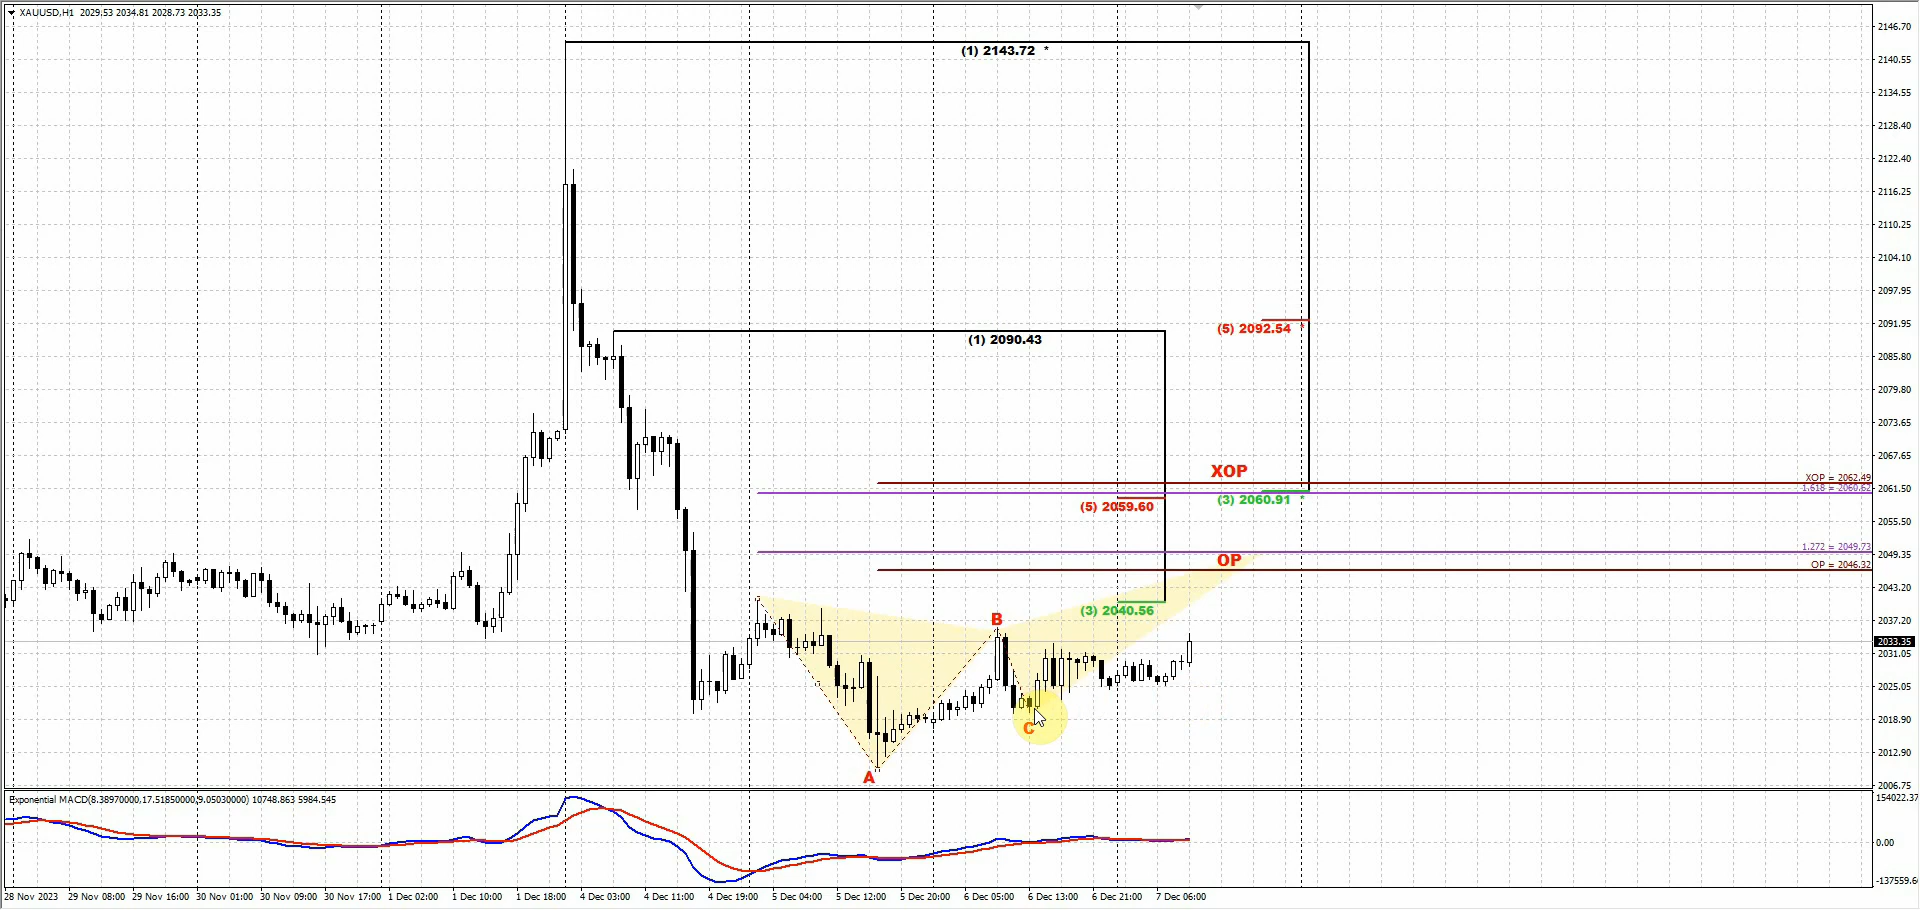 XAUUSD,H1 2029.53 2034.81 2028.73 2033.35
(1) 2143.72 *
(5) 2092.54 *
(1) 2090.43
XOP
XOP = 2062.49
1.618 = 2060.62
(3) 2060.91 *
(5) 2059.60
1.272 = 2049.73
OP
OP = 2046.32
(3) 2040.56
B
C
A
2146.70
2140.55
2134.55
2128.40
2122.40
2116.25
2110.25
2104.10
2097.95
2091.95
2085.80
2079.80
2073.65
2067.65
2061.50
2055.50
2049.35
2043.20
2037.20
2033.35
2031.05
2025.05
2018.90
2012.90
2006.75
Exponential MACD(8.38970000,17.51850000,9.05030000) 10748.863 5984.545
154022.37
0.00
-137559.6
28 Nov 2023 29 Nov 08:00 29 Nov 16:00 30 Nov 01:00 30 Nov 09:00 30 Nov 17:00 1 Dec 02:00 1 Dec 10:00 1 Dec 18:00 4 Dec 03:00 4 Dec 11:00 4 Dec 19:00 5 Dec 04:00 5 Dec 12:00 5 Dec 20:00 6 Dec 05:00 6 Dec 13:00 6 Dec 21:00 7 Dec 06:00